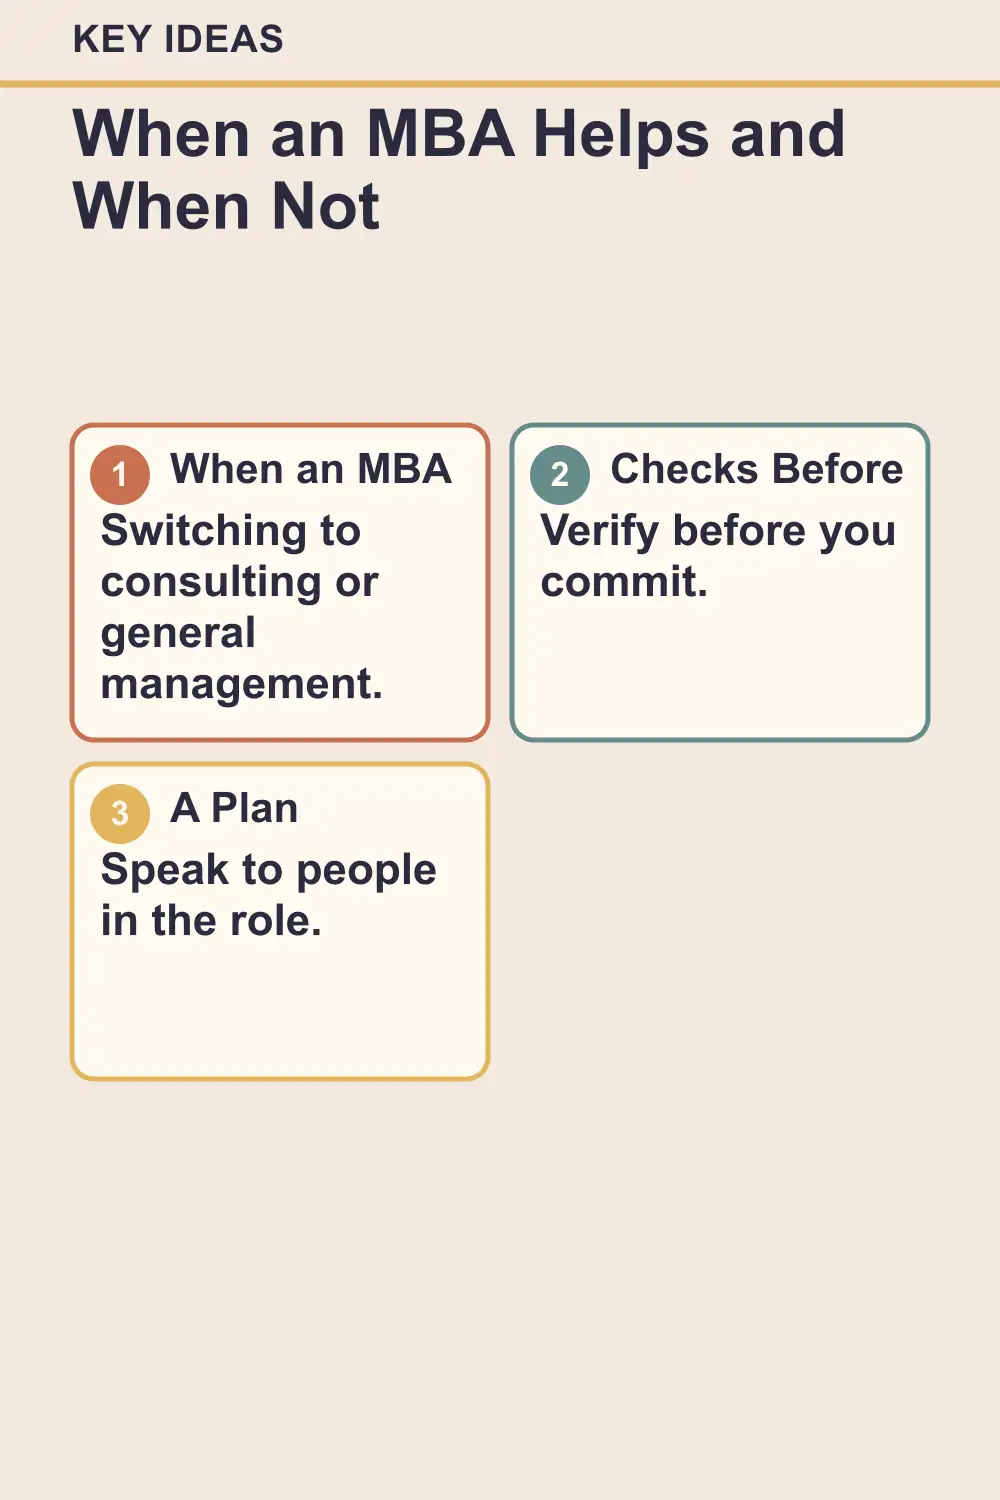 KEY IDEAS
When an MBA Helps and
When Not
1 When an MBA
Switching to
consulting or
general
management.
2 Checks Before
Verify before you
commit.
3 A Plan
Speak to people
in the role.